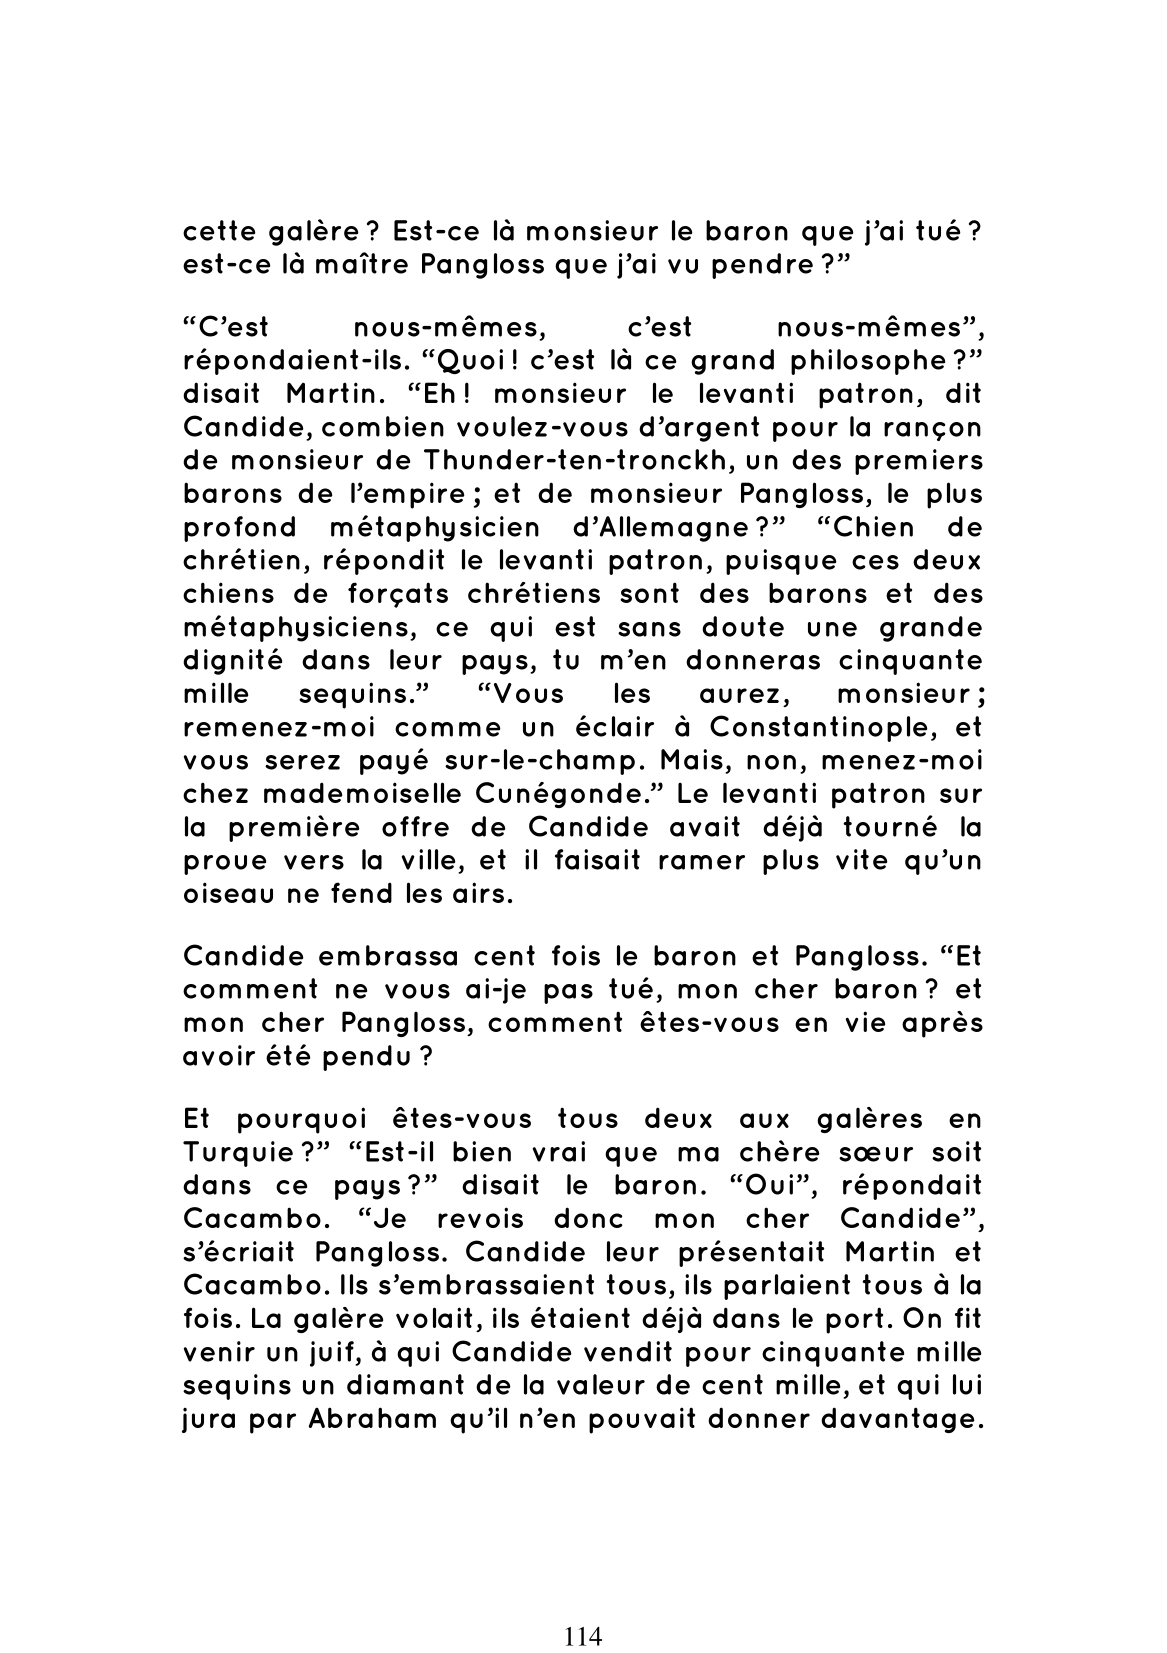 cette galère ? Est-ce là monsieur le baron que j’ai tué ?
est-ce là maître Pangloss que j’ai vu pendre ?”
“C’est nous-mêmes, c’est nous-mêmes”,
répondaient-ils. “Quoi ! c’est là ce grand philosophe ?”
disait Martin. “Eh ! monsieur le levanti patron, dit
Candide, combien voulez-vous d’argent pour la rançon
de monsieur de Thunder-ten-tronckh, un des premiers
barons de l’empire ; et de monsieur Pangloss, le plus
profond métaphysicien d’Allemagne ?” “Chien de
chrétien, répondit le levanti patron, puisque ces deux
chiens de forçats chrétiens sont des barons et des
métaphysiciens, ce qui est sans doute une grande
dignité dans leur pays, tu m’en donneras cinquante
mille sequins.” “Vous les aurez, monsieur ;
remenez-moi comme un éclair à Constantinople, et
vous serez payé sur-le-champ. Mais, non, menez-moi
chez mademoiselle Cunégonde.” Le levanti patron sur
la première offre de Candide avait déjà tourné la
proue vers la ville, et il faisait ramer plus vite qu’un
oiseau ne fend les airs.
Candide embrassa cent fois le baron et Pangloss. “Et
comment ne vous ai-je pas tué, mon cher baron ? et
mon cher Pangloss, comment êtes-vous en vie après
avoir été pendu ?
Et pourquoi êtes-vous tous deux aux galères en
Turquie ?” “Est-il bien vrai que ma chère sœur soit
dans ce pays ?” disait le baron. “Oui”, répondait
Cacambo. “Je revois donc mon cher Candide”,
s’écriait Pangloss. Candide leur présentait Martin et
Cacambo. Ils s’embrassaient tous, ils parlaient tous à la
fois. La galère volait, ils étaient déjà dans le port. On fit
venir un juif, à qui Candide vendit pour cinquante mille
sequins un diamant de la valeur de cent mille, et qui lui
jura par Abraham qu’il n’en pouvait donner davantage.
114